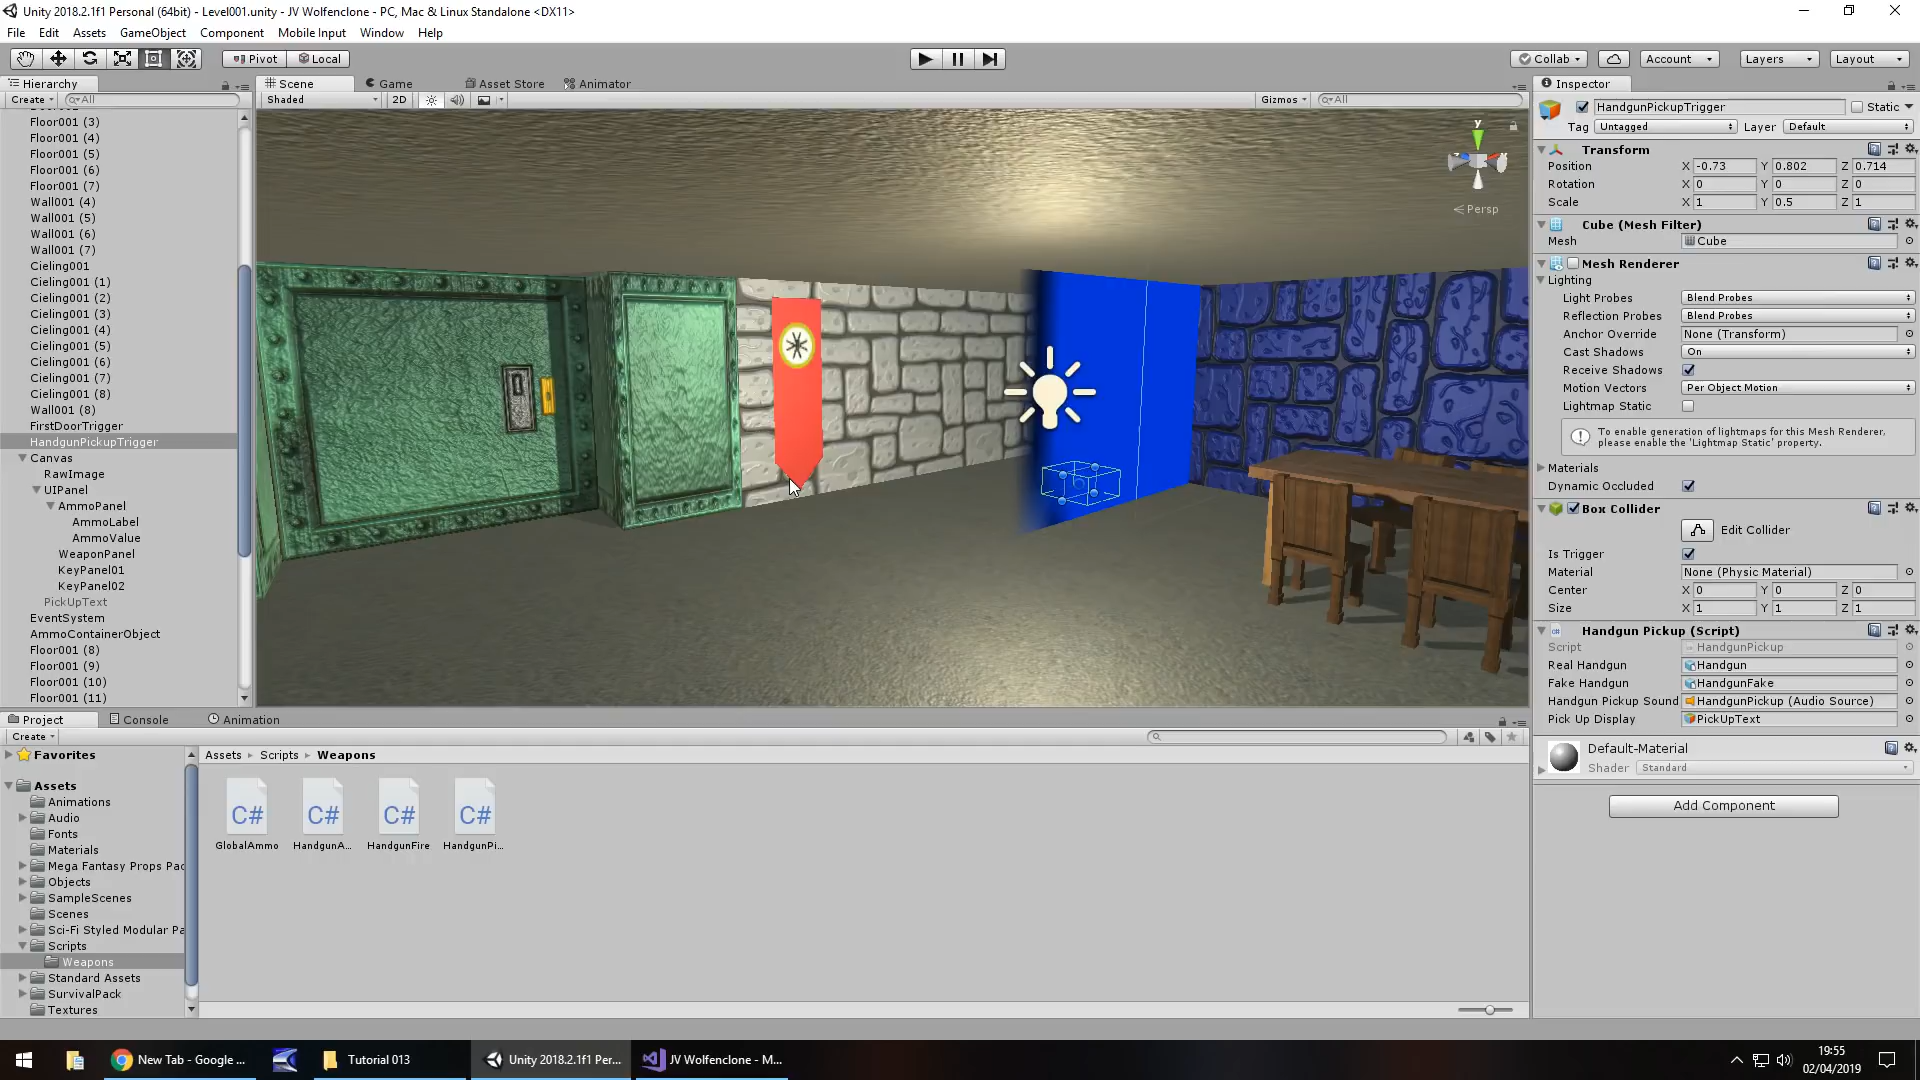 Unity 2018.2.1f1 Personal (64bit) - Level001.unity - JV Wolfenclone - PC, Mac & Linux Standalone <DX11>
File Edit Assets GameObject Component Mobile Input Window Help
Pivot Local Collab Account Layers Layout
Hierarchy
Create All
Floor001 (3)
Floor001 (4)
Floor001 (5)
Floor001 (6)
Floor001 (7)
Wall001 (4)
Wall001 (5)
Wall001 (6)
Wall001 (7)
Cieling001
Cieling001 (1)
Cieling001 (2)
Cieling001 (3)
Cieling001 (4)
Cieling001 (5)
Cieling001 (6)
Cieling001 (7)
Cieling001 (8)
Wall001 (8)
FirstDoorTrigger
HandgunPickupTrigger
Canvas
RawImage
UIPanel
AmmoPanel
AmmoLabel
AmmoValue
WeaponPanel
KeyPanel01
KeyPanel02
PickUpText
EventSystem
AmmoContainerObject
Floor001 (8)
Floor001 (9)
Floor001 (10)
Floor001 (11)
Scene Game Asset Store Animator
Shaded 2D Gizmos All
y
Persp
Inspector
HandgunPickupTrigger Static
Tag Untagged Layer Default
Transform
Position X -0.73 Y 0.802 Z 0.714
Rotation X 0 Y 0 Z 0
Scale X 1 Y 0.5 Z 1
Cube (Mesh Filter)
Mesh Cube
Mesh Renderer
Lighting
Light Probes Blend Probes
Reflection Probes Blend Probes
Anchor Override None (Transform)
Cast Shadows On
Receive Shadows
Motion Vectors Per Object Motion
Lightmap Static
To enable generation of lightmaps for this Mesh Renderer,
please enable the 'Lightmap Static' property.
Materials
Dynamic Occluded
Box Collider
Edit Collider
Is Trigger
Material None (Physic Material)
Center X 0 Y 0 Z 0
Size X 1 Y 1 Z 1
Handgun Pickup (Script)
Script HandgunPickup
Real Handgun Handgun
Fake Handgun HandgunFake
Handgun Pickup Sound HandgunPickup (Audio Source)
Pick Up Display PickUpText
Default-Material
Shader Standard
Add Component
Project Console Animation
Create
Favorites
Assets
Animations
Audio
Fonts
Materials
Mega Fantasy Props Pac
Objects
SampleScenes
Scenes
Sci-Fi Styled Modular Pa
Scripts
Weapons
Standard Assets
SurvivalPack
Textures
Assets Scripts Weapons
C# C# C# C#
GlobalAmmo HandgunA... HandgunFire HandgunPi...
New Tab - Google ... Tutorial 013 Unity 2018.2.1f1 Per... JV Wolfenclone - M...
19:55
02/04/2019